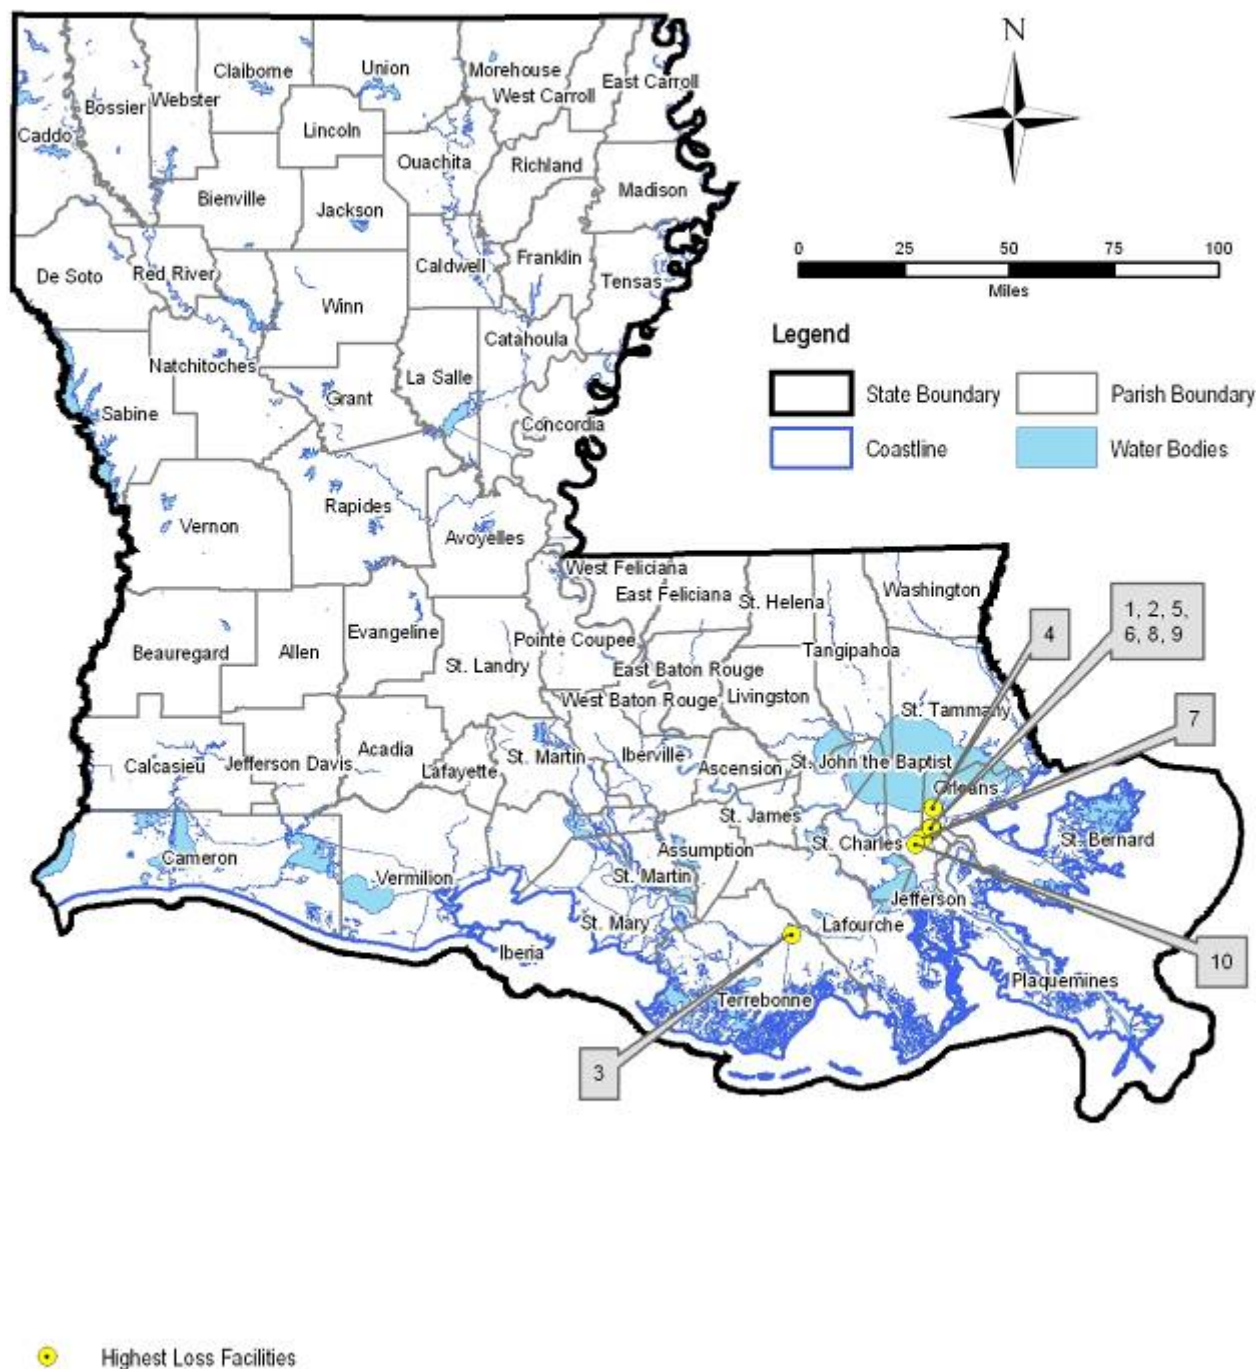 N
0 25 50 75 100
Miles
Legend
State Boundary
Parish Boundary
Coastline
Water Bodies
Caddo
Bossier
Webster
Claiborne
Union
Morehouse
West Carroll
East Carroll
Lincoln
Ouachita
Richland
Madison
Bienville
Jackson
De Soto
Red River
Winn
Caldwell
Franklin
Tensas
Natchitoches
Sabine
Grant
La Salle
Catahoula
Concordia
Vernon
Rapides
Avoyelles
West Feliciana
East Feliciana
St. Helena
Washington
Beauregard
Allen
Evangeline
St. Landry
Pointe Coupee
Tangipahoa
East Baton Rouge
West Baton Rouge
Livingston
St. Tammany
Calcasieu
Jefferson Davis
Acadia
Lafayette
St. Martin
Iberville
Ascension
St. John the Baptist
Orleans
St. James
Cameron
Vermilion
Assumption
St. Charles
St. Bernard
St. Martin
Jefferson
St. Mary
Lafourche
Iberia
Terrebonne
Plaquemines
4
1, 2, 5,
6, 8, 9
7
10
3
Highest Loss Facilities